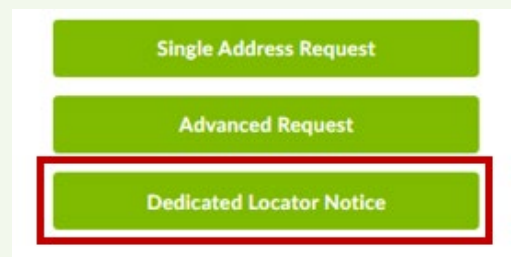 Single Address Request
Advanced Request
Dedicated Locator Notice